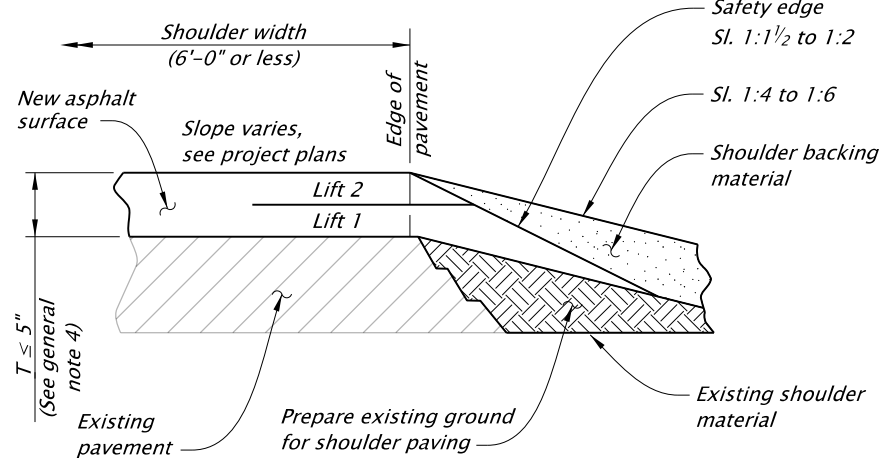 Safety edge
Sl. 1:1 1/2 to 1:2
Shoulder width
(6'-0" or less)
Sl. 1:4 to 1:6
New asphalt
surface
Edge of
pavement
Slope varies,
see project plans
Shoulder backing
material
Lift 2
Lift 1
T ≤ 5"
(See general
note 4)
Existing
pavement
Prepare existing ground
for shoulder paving
Existing shoulder
material